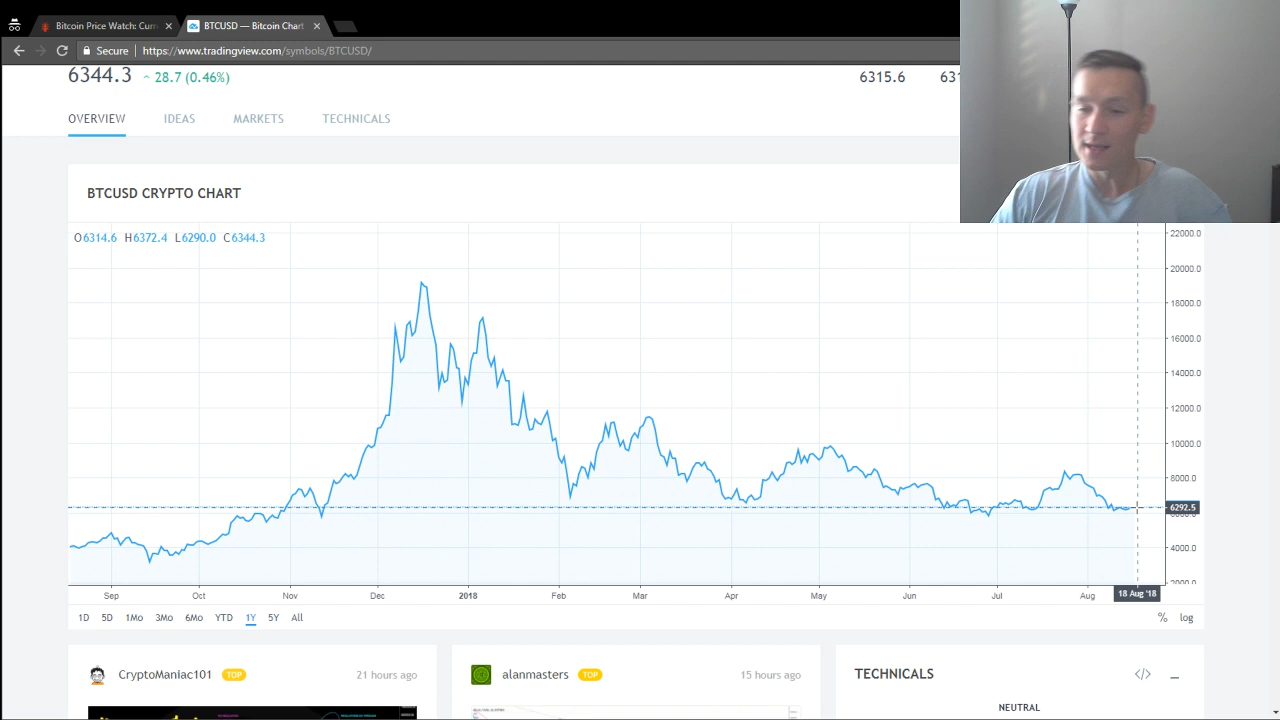 Bitcoin Price Watch: Curr
BTCUSD — Bitcoin Chart
Secure
https://www.tradingview.com/symbols/BTCUSD/
6344.3 28.7 (0.46%) 6315.6
OVERVIEW IDEAS MARKETS TECHNICALS
BTCUSD CRYPTO CHART
O6314.6 H6372.4 L6290.0 C6344.3
22000.0
20000.0
18000.0
16000.0
14000.0
12000.0
10000.0
8000.0
6292.5
4000.0
2000.0
Sep Oct Nov Dec 2018 Feb Mar Apr May Jun Jul Aug 18 Aug '18
1D 5D 1Mo 3Mo 6Mo YTD 1Y 5Y All % log
CryptoManiac101 TOP 21 hours ago
alanmasters TOP 15 hours ago
TECHNICALS
NEUTRAL